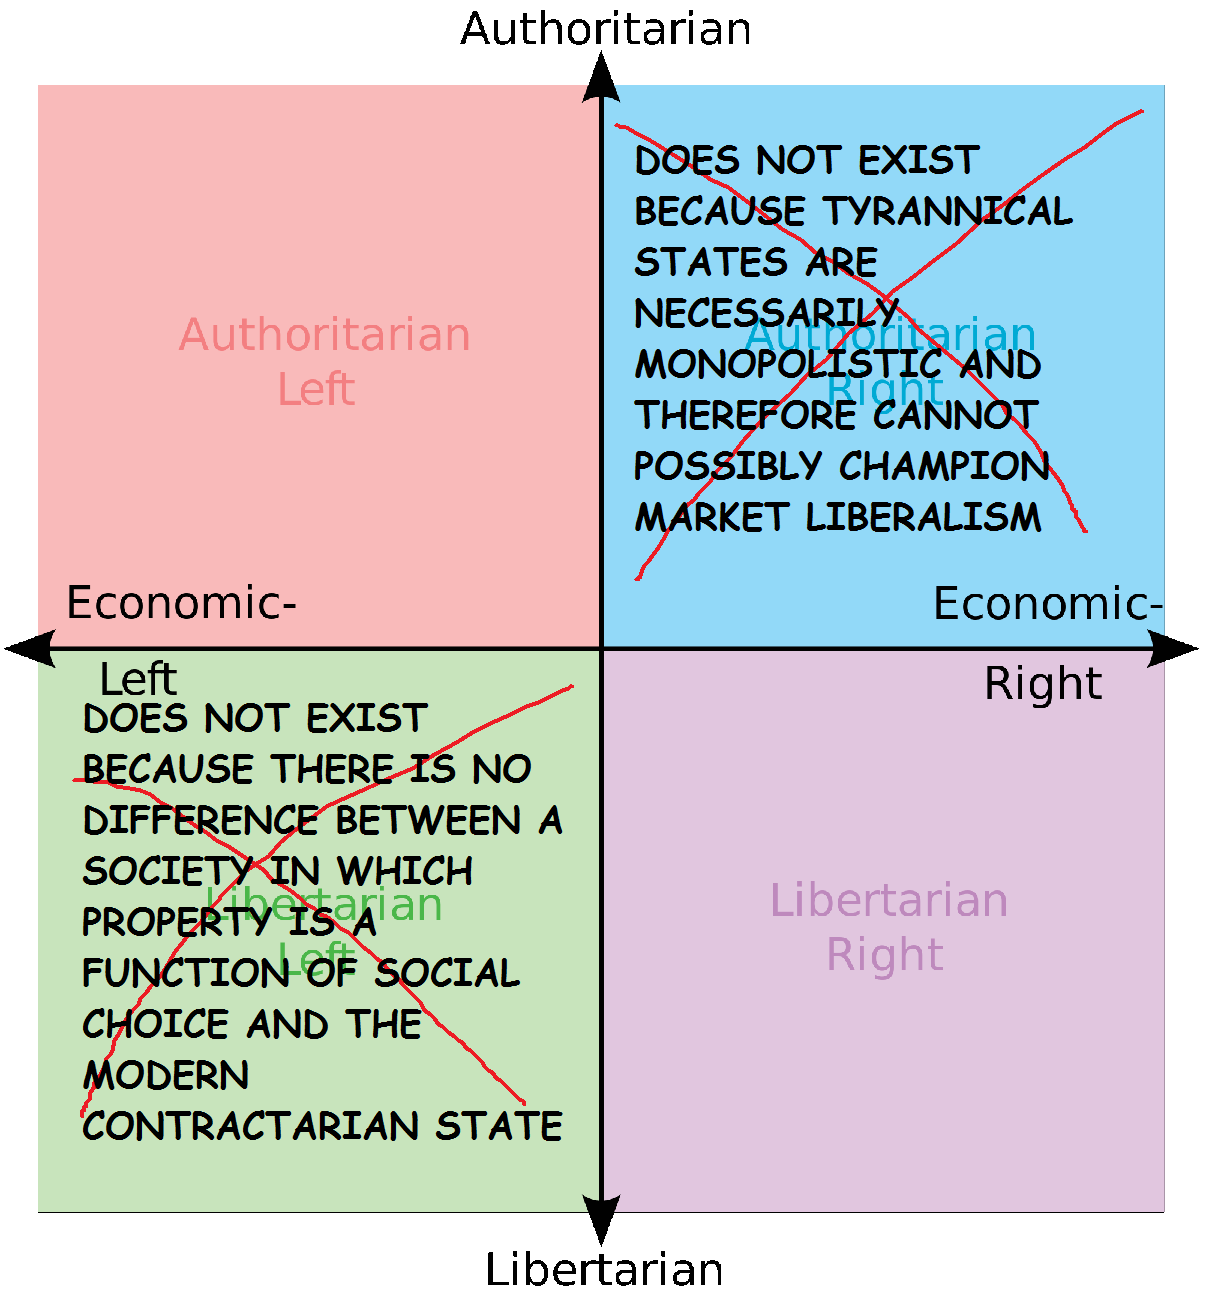 Authoritarian
DOES NOT EXIST
BECAUSE TYRANNICAL
STATES ARE
NECESSARILY
MONOPOLISTIC AND
THEREFORE CANNOT
POSSIBLY CHAMPION
MARKET LIBERALISM
Authoritarian
Left
Authoritarian
Right
Economic-
Left
Economic-
Right
DOES NOT EXIST
BECAUSE THERE IS NO
DIFFERENCE BETWEEN A
SOCIETY IN WHICH
PROPERTY IS A
FUNCTION OF SOCIAL
CHOICE AND THE
MODERN
CONTRACTARIAN STATE
Libertarian
Left
Libertarian
Right
Libertarian